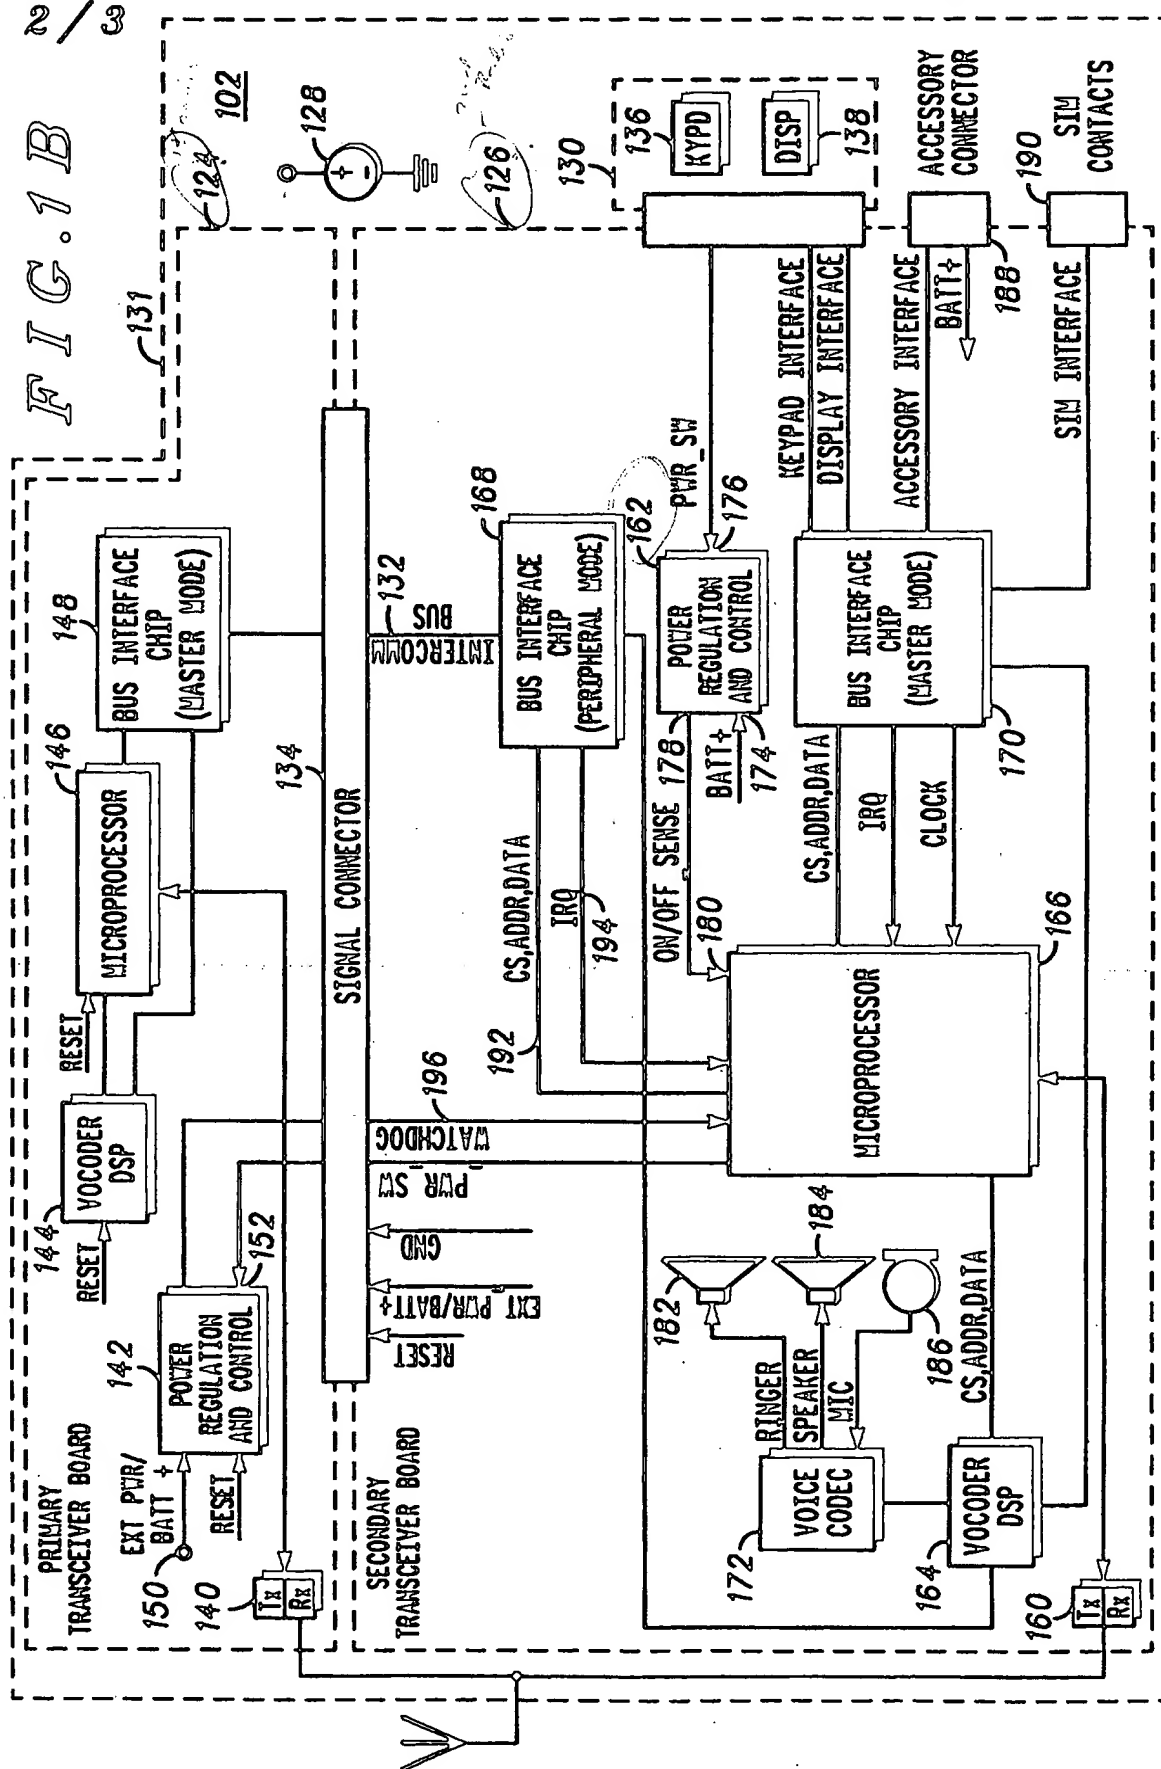 2/3
FIG.1B
131
102
124
128
126
130
136
KYPD
DISP
138
ACCESSORY
CONNECTOR
190
SIM
CONTACTS
188
PRIMARY
TRANSCEIVER BOARD
EXT PWR/
BATT +
150
RESET
142
POWER
REGULATION
AND CONTROL
152
140
Tx
Rx
144
VOCODER
DSP
RESET
RESET
146
MICROPROCESSOR
148
BUS INTERFACE
CHIP
(MASTER MODE)
134
SIGNAL CONNECTOR
SECONDARY
TRANSCEIVER BOARD
RESET
EXT PWR/BATT+
GND
PWR_SW
WATCHDOG
196
INTERCOMM
BUS
132
168
BUS INTERFACE
CHIP
(PERIPHERAL MODE)
CS,ADDR,DATA
192
IRQ
194
162
POWER
REGULATION
AND CONTROL
PWR_SW
176
ON/OFF_SENSE
178
BATT+
174
180
MICROPROCESSOR
166
CS,ADDR,DATA
IRQ
CLOCK
BUS INTERFACE
CHIP
(MASTER MODE)
170
KEYPAD INTERFACE
DISPLAY INTERFACE
ACCESSORY INTERFACE
BATT+
SIM INTERFACE
182
184
186
RINGER
SPEAKER
MIC
CS,ADDR,DATA
172
VOICE
CODEC
164
VOCODER
DSP
160
Tx
Rx